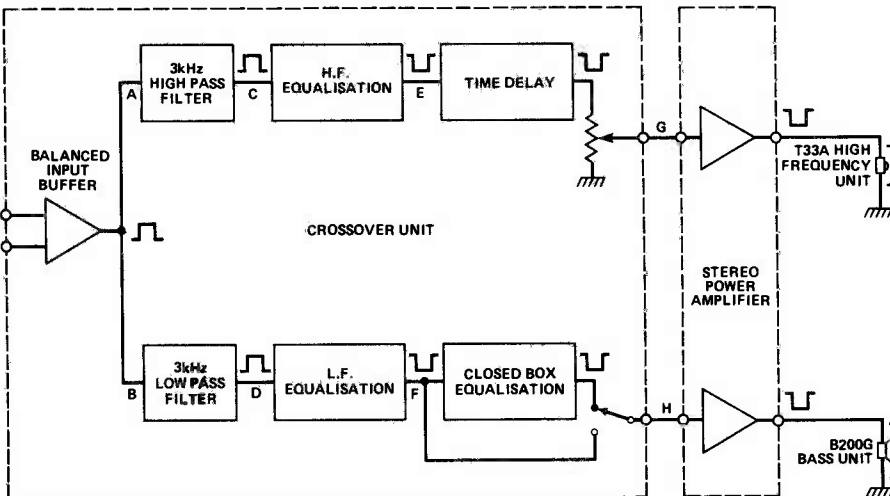 3kHz
HIGH PASS
FILTER
H.F.
EQUALISATION
TIME DELAY
A
C
E
G
BALANCED
INPUT
BUFFER
T33A HIGH
FREQUENCY
UNIT
CROSSOVER UNIT
STEREO
POWER
AMPLIFIER
3kHz
LOW PASS
FILTER
L.F.
EQUALISATION
CLOSED BOX
EQUALISATION
B
D
F
H
B200G
BASS UNIT